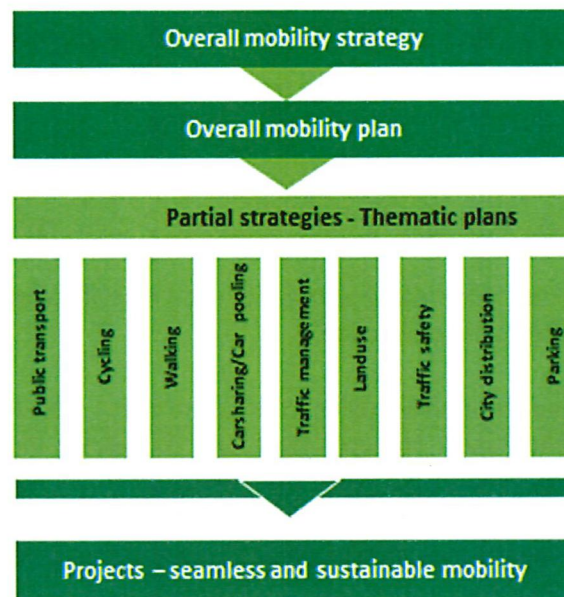 Overall mobility strategy
Overall mobility plan
Partial strategies - Thematic plans
Public transport
Cycling
Walking
Carsharing/Car pooling
Traffic management
Landuse
Traffic safety
City distribution
Parking
Projects – seamless and sustainable mobility